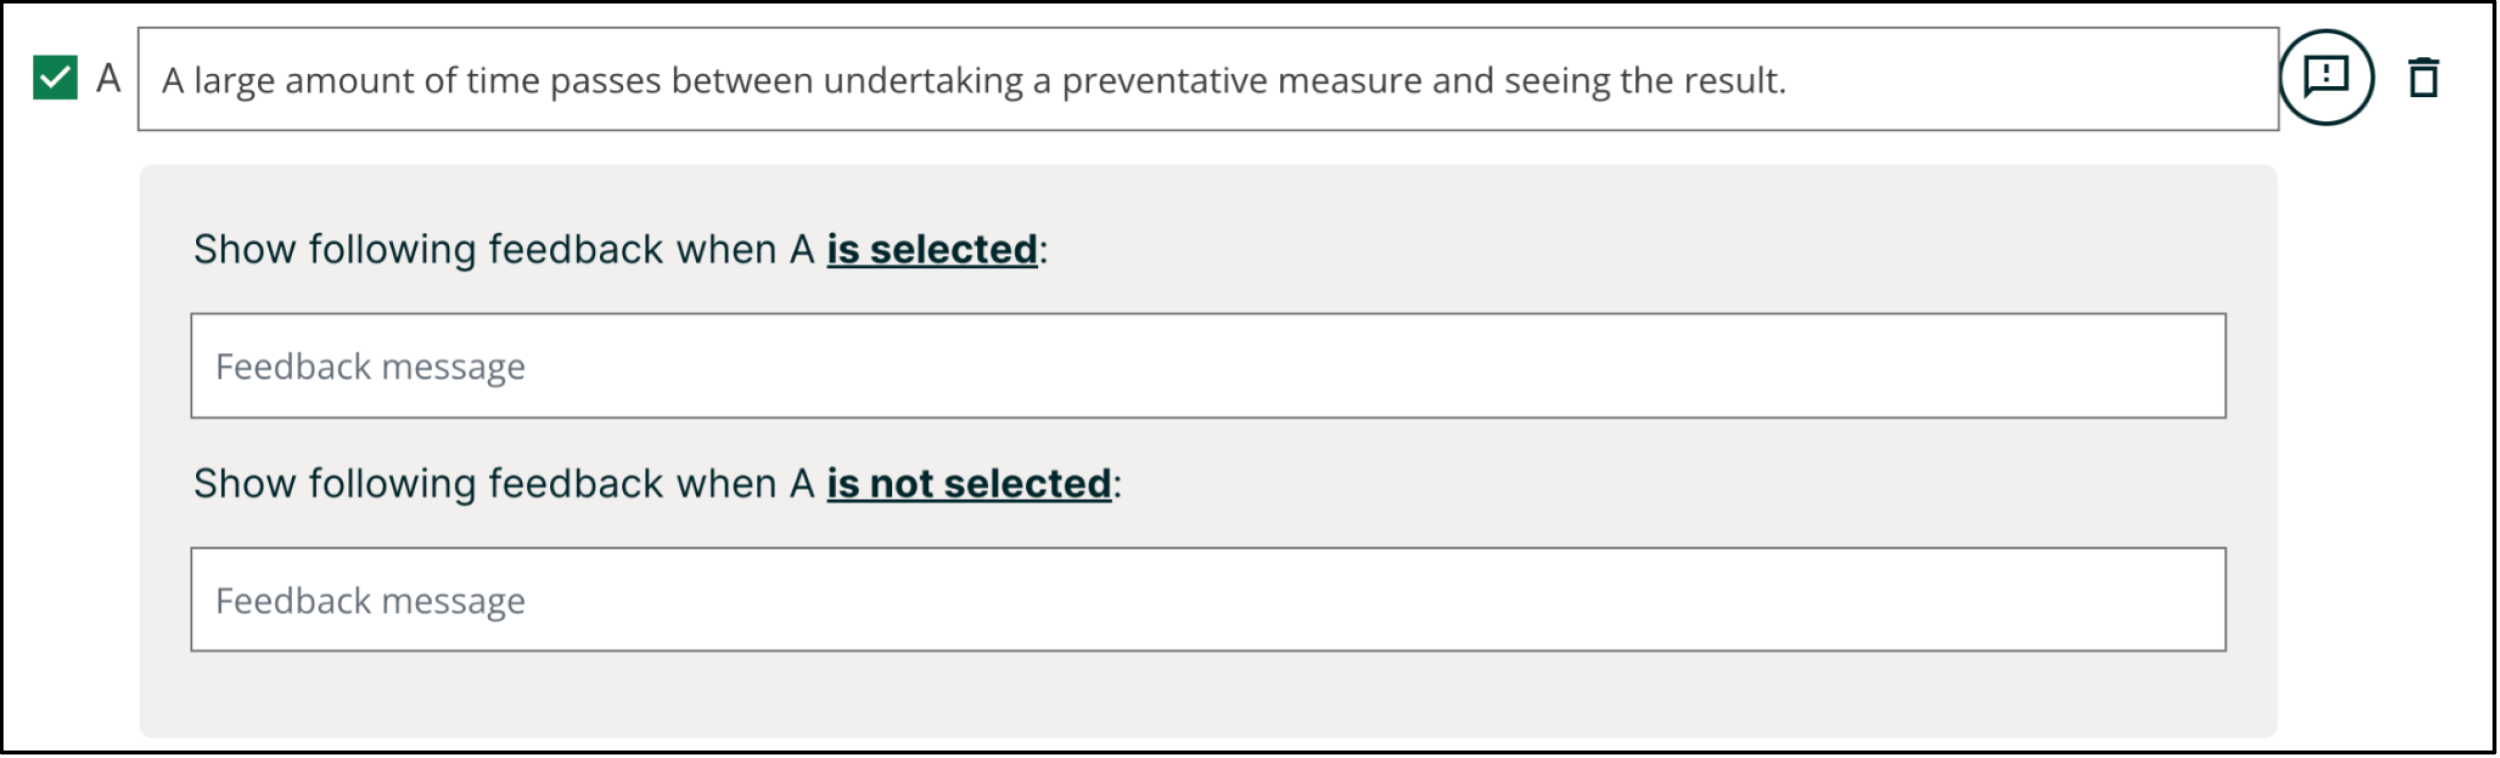 A
A large amount of time passes between undertaking a preventative measure and seeing the result.
Show following feedback when A is selected:
Feedback message
Show following feedback when A is not selected:
Feedback message